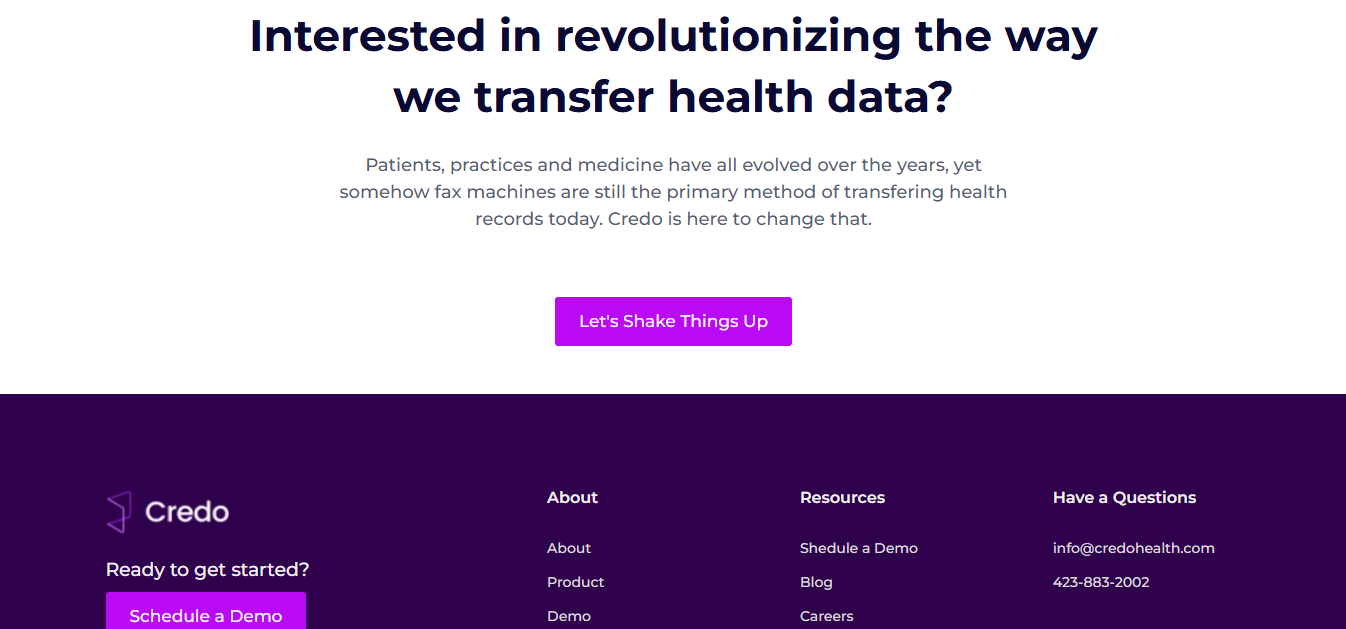 Interested in revolutionizing the way
we transfer health data?
Patients, practices and medicine have all evolved over the years, yet
somehow fax machines are still the primary method of transfering health
records today. Credo is here to change that.
Let's Shake Things Up
Credo
Ready to get started?
Schedule a Demo
About
About
Product
Demo
Resources
Shedule a Demo
Blog
Careers
Have a Questions
info@credohealth.com
423-883-2002